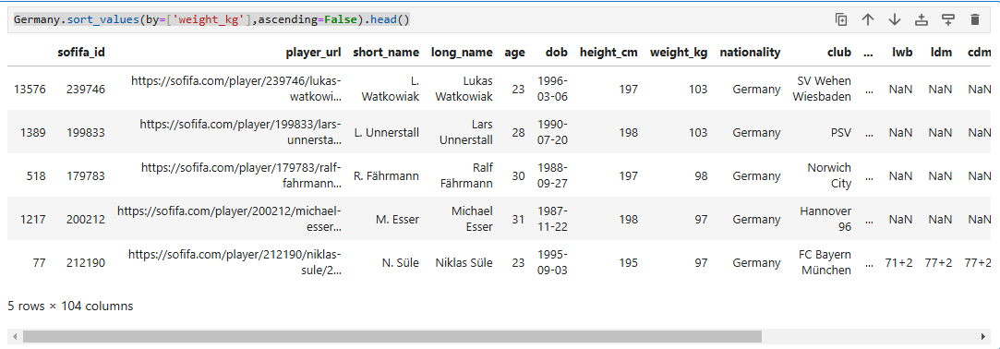 Germany.sort_values(by=['weight_kg'],ascending=False).head()
sofifa_id player_url short_name long_name age dob height_cm weight_kg nationality club ... lwb ldm cdm
13576 239746 https://sofifa.com/player/239746/lukas-watkowi... L. Watkowiak Lukas Watkowiak 23 1996-03-06 197 103 Germany SV Wehen Wiesbaden ... NaN NaN NaN
1389 199833 https://sofifa.com/player/199833/lars-unnersta... L. Unnerstall Lars Unnerstall 28 1990-07-20 198 103 Germany PSV ... NaN NaN NaN
518 179783 https://sofifa.com/player/179783/ralf-fahrmann... R. Fährmann Ralf Fährmann 30 1988-09-27 197 98 Germany Norwich City ... NaN NaN NaN
1217 200212 https://sofifa.com/player/200212/michael-esser... M. Esser Michael Esser 31 1987-11-22 198 97 Germany Hannover 96 ... NaN NaN NaN
77 212190 https://sofifa.com/player/212190/niklas-sule/2... N. Süle Niklas Süle 23 1995-09-03 195 97 Germany FC Bayern München ... 71+2 77+2 77+2
5 rows × 104 columns